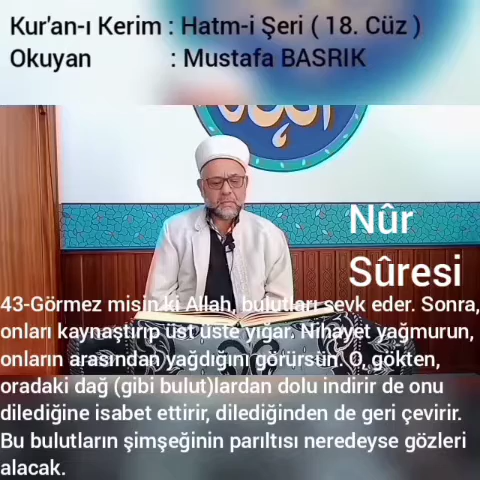 Kur'an-ı Kerim : Hatm-i Şeri ( 18. Cüz )
Okuyan : Mustafa BASRIK
Nûr
Sûresi
43-Görmez misin ki Allah, bulutları sevk eder. Sonra,
onları kaynaştırıp üst üste yığar. Nihayet yağmurun,
onların arasından yağdığını görürsün. O, gökten,
oradaki dağ (gibi bulut)lardan dolu indirir de onu
dilediğine isabet ettirir, dilediğinden de geri çevirir.
Bu bulutların şimşeğinin parıltısı neredeyse gözleri
alacak.